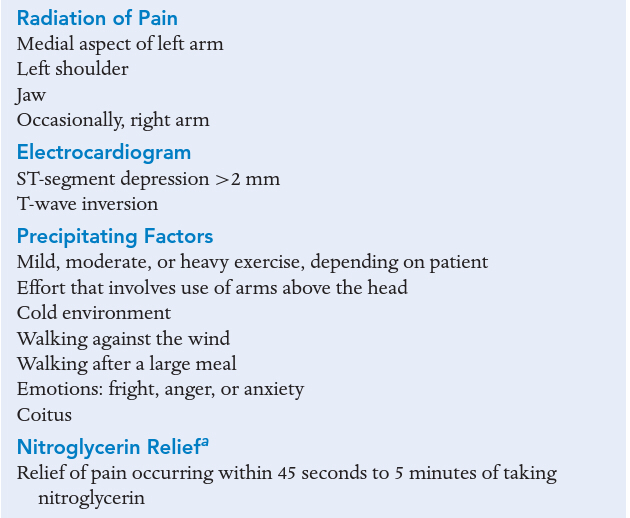 Radiation of Pain
Medial aspect of left arm
Left shoulder
Jaw
Occasionally, right arm
Electrocardiogram
ST-segment depression >2 mm
T-wave inversion
Precipitating Factors
Mild, moderate, or heavy exercise, depending on patient
Effort that involves use of arms above the head
Cold environment
Walking against the wind
Walking after a large meal
Emotions: fright, anger, or anxiety
Coitus
Nitroglycerin Reliefᵃ
Relief of pain occurring within 45 seconds to 5 minutes of taking
nitroglycerin